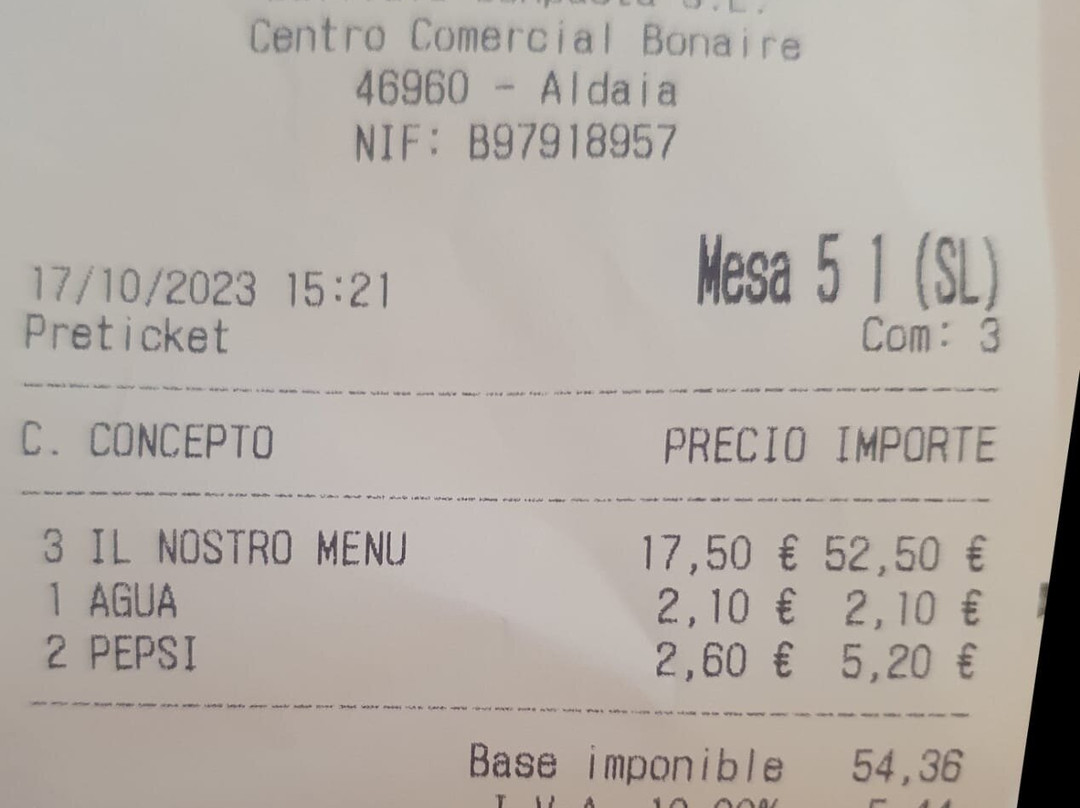 Centro Comercial Bonaire
46960 - Aldaia
NIF: B97918957
Mesa 5 1 (SL)
17/10/2023 15:21
Preticket
Com: 3
C. CONCEPTO PRECIO IMPORTE
3 IL NOSTRO MENU 17,50 € 52,50 €
1 AGUA 2,10 € 2,10 €
2 PEPSI 2,60 € 5,20 €
Base imponible 54,36